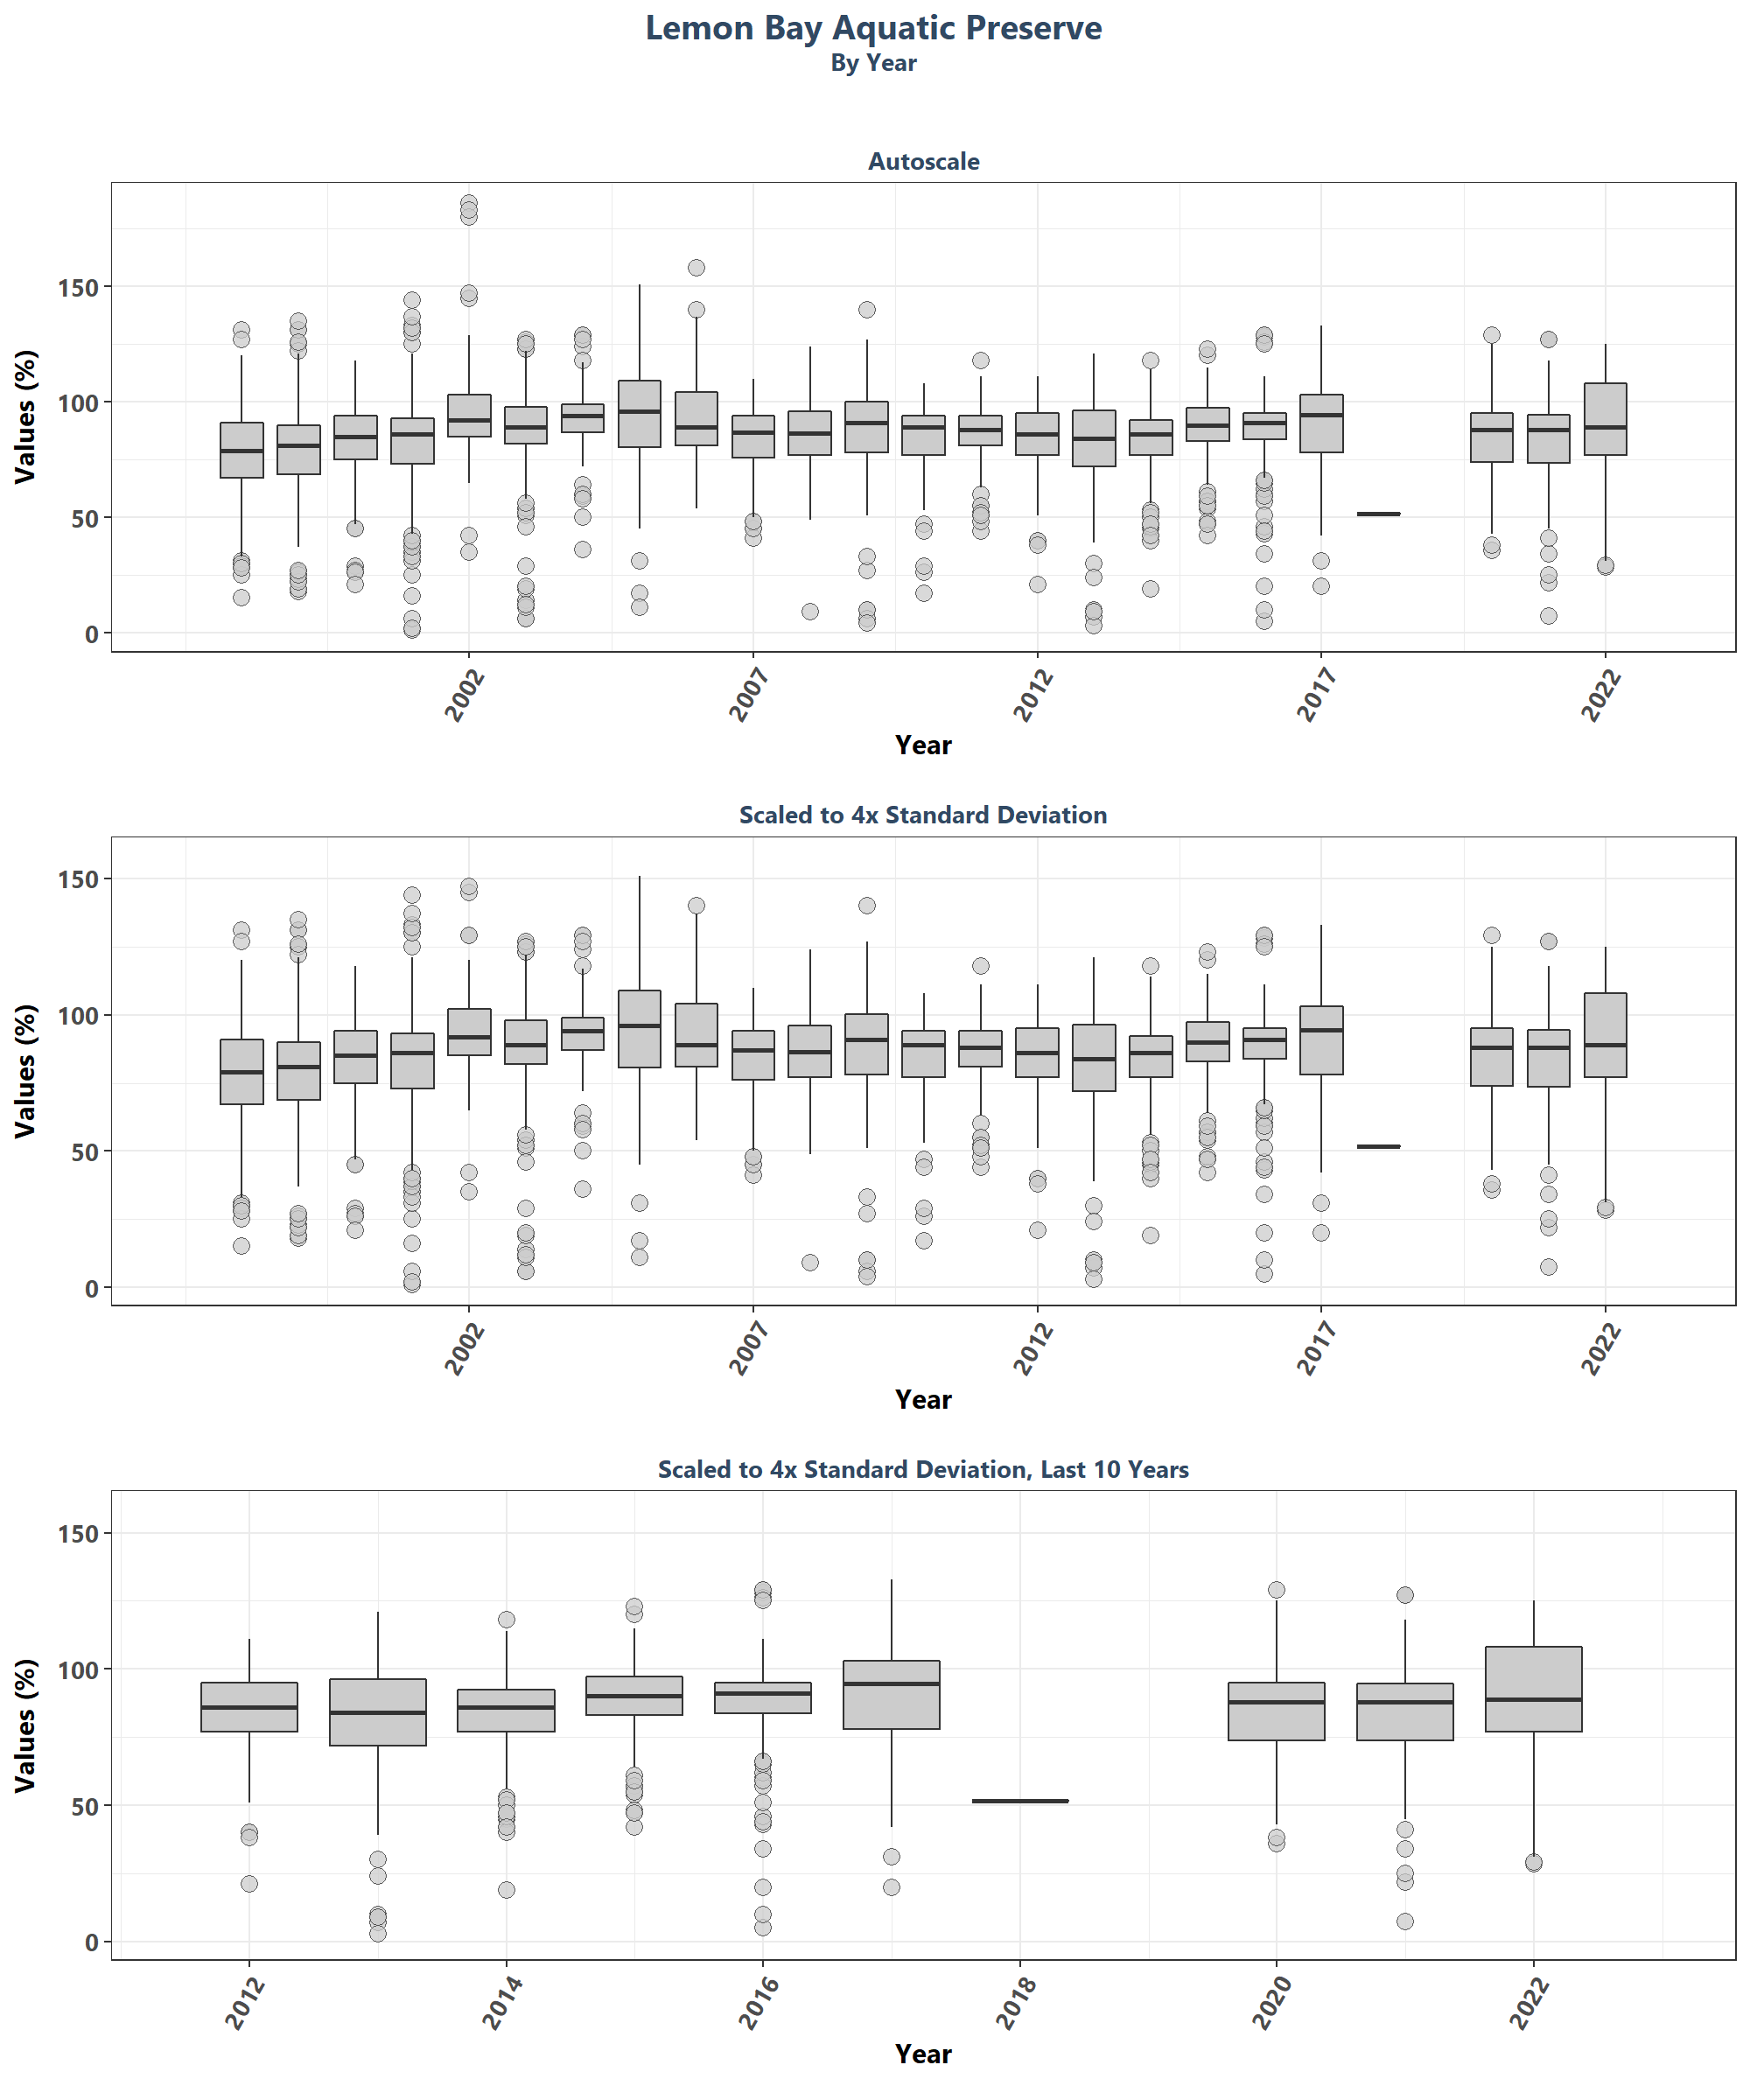 Lemon Bay Aquatic Preserve
By Year
Autoscale
Values (%)
150
100
50
0
2002
2007
2012
2017
2022
Year
Scaled to 4x Standard Deviation
Values (%)
150
100
50
0
2002
2007
2012
2017
2022
Year
Scaled to 4x Standard Deviation, Last 10 Years
Values (%)
150
100
50
0
2012
2014
2016
2018
2020
2022
Year